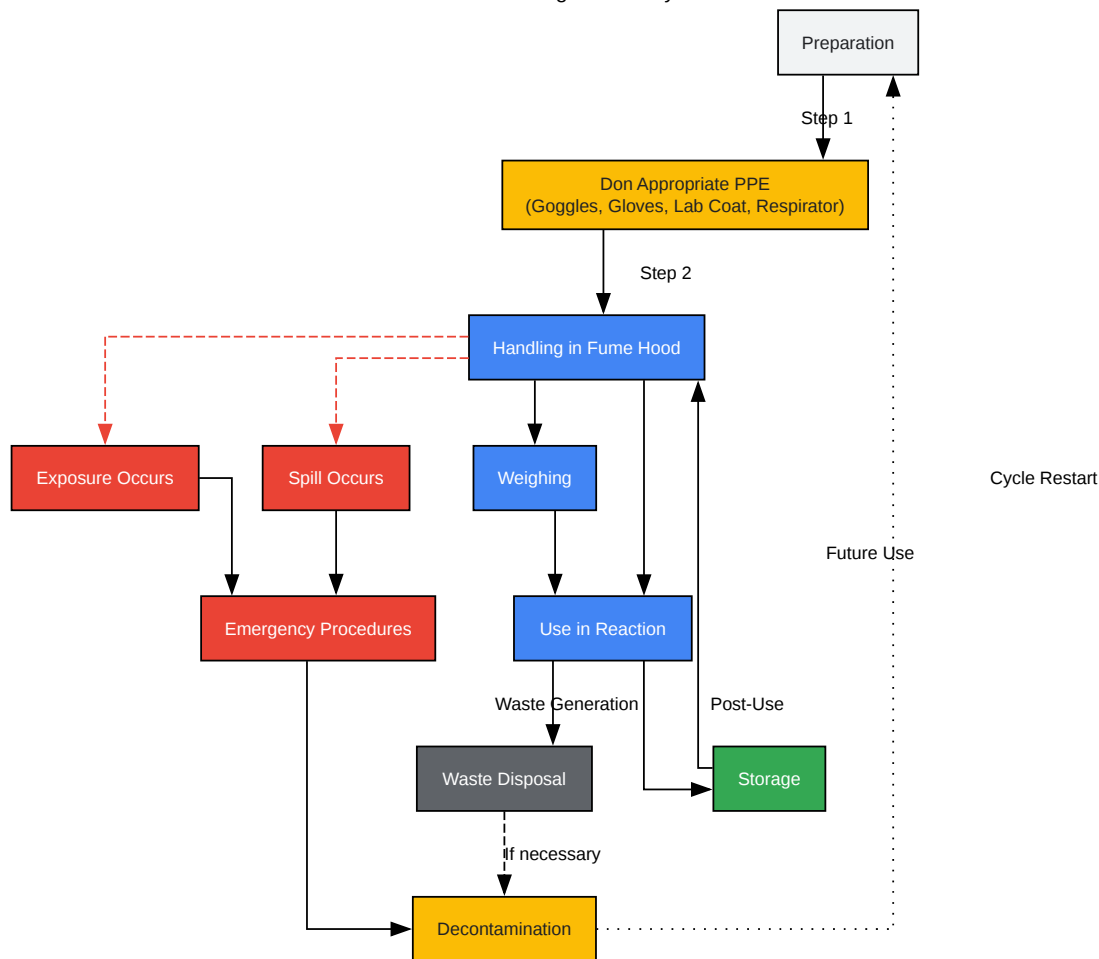 Preparation
Step 1
Don Appropriate PPE
(Goggles, Gloves, Lab Coat, Respirator)
Step 2
Handling in Fume Hood
Exposure Occurs
Spill Occurs
Weighing
Cycle Restart
Future Use
Emergency Procedures
Use in Reaction
Waste Generation
Post-Use
Waste Disposal
Storage
If necessary
Decontamination